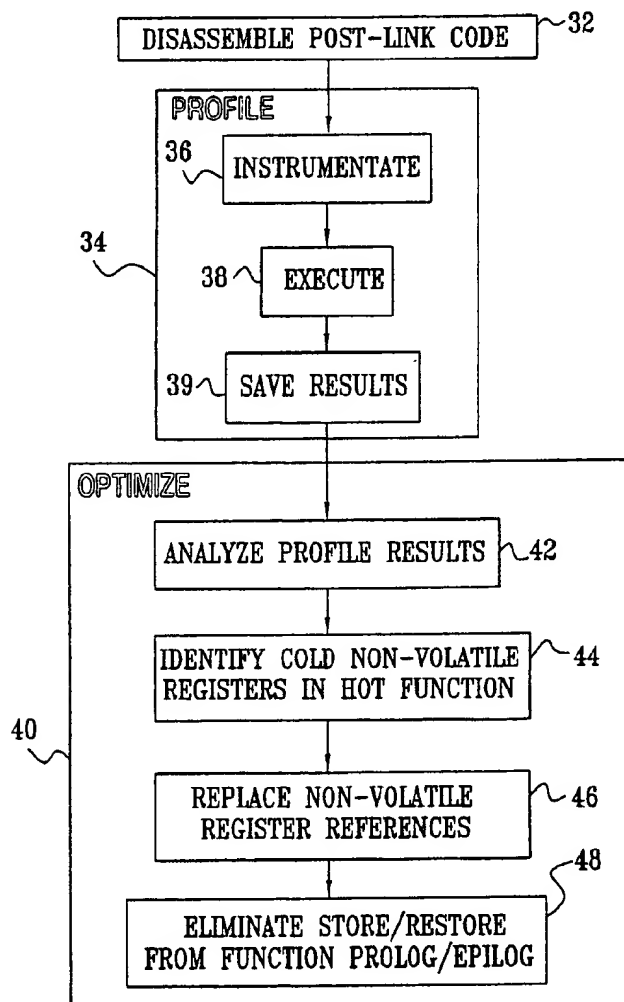 DISASSEMBLE POST-LINK CODE
32
PROFILE
36
INSTRUMENTATE
34
38
EXECUTE
39
SAVE RESULTS
OPTIMIZE
ANALYZE PROFILE RESULTS
42
IDENTIFY COLD NON-VOLATILE
REGISTERS IN HOT FUNCTION
44
40
REPLACE NON-VOLATILE
REGISTER REFERENCES
46
48
ELIMINATE STORE/RESTORE
FROM FUNCTION PROLOG/EPILOG